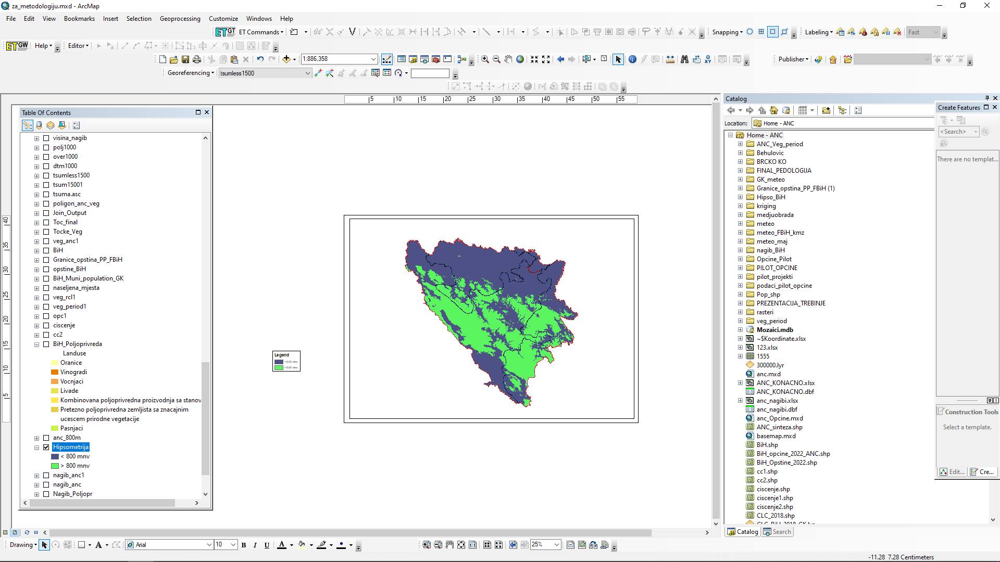 za_metodologiju.mxd - ArcMap
File Edit View Bookmarks Insert Selection Geoprocessing Customize Windows Help
ET GT ET Commands Snapping Labeling Fast
ET GW Help Editor
1:886,358 Publisher
Georeferencing tsumless1500
5 10 15 20 25 30 35 40 45 50 55
40
35
30
25
20
15
10
5
Table Of Contents
visina_nagib
polj1000
over1000
dtm1000
tsumless1500
tsum15001
tsuma.asc
poligon_anc_veg
Join_Output
Toc_final
Tocke_Veg
veg_anc1
BiH
Granice_opstina_PP_FBiH
opstine_BiH
BiH_Muni_population_GK
naseljena_mjesta
veg_rcl1
veg_period1
opc1
ciscenje
cc2
BiH_Poljoprivreda
Landuse
Oranice
Vinogradi
Vocnjaci
Livade
Kombinovana poljoprivredna proizvodnja sa stanov
Pretezno poljoprivredna zemljista sa znacajnim
ucescem prirodne vegetacije
Pasnjaci
anc_800m
Hipsometrija
< 800 mnv
> 800 mnv
nagib_anc1
nagib_anc
Nagib_Poljopr
Legend
< 800 mnv
> 800 mnv
Catalog
Location: Home - ANC
Home - ANC
ANC_Veg_period
Behulovic
BRCKO KO
FINAL_PEDOLOGIJA
GK_meteo
Granice_opstina_PP_FBiH (1)
Hipso_BiH
kriging
medjuobrada
meteo
meteo_FBiH_kmz
meteo_maj
nagib_BiH
Opcine_Pilot
PILOT_OPCINE
pilot_projekti
podaci_pilot_opcine
Pop_shp
PREZENTACIJA_TREBINJE
rasteri
veg_period
Mozaici.mdb
~$Koordinate.xlsx
123.xlsx
1555
300000.lyr
anc.mxd
ANC_KONACNO.xlsx
ANC_KONACNO.dbf
anc_nagibi.xlsx
anc_nagibi.dbf
anc_Opcine.mxd
ANC_sinteza.shp
basemap.mxd
BiH.shp
BiH_opcine_2022_ANC.shp
BiH_Opstine_2022.shp
cc1.shp
cc2.shp
ciscenje.shp
ciscenje1.shp
ciscenje2.shp
CLC_2018.shp
CLC_BiH_2018_GK.lyr
Catalog Search
Create Features
<Search>
There are no templat...
Construction Tools
Select a template.
Edit... Cre...
Drawing A Arial 10 B I U A 25%
-11.28 7.28 Centimeters